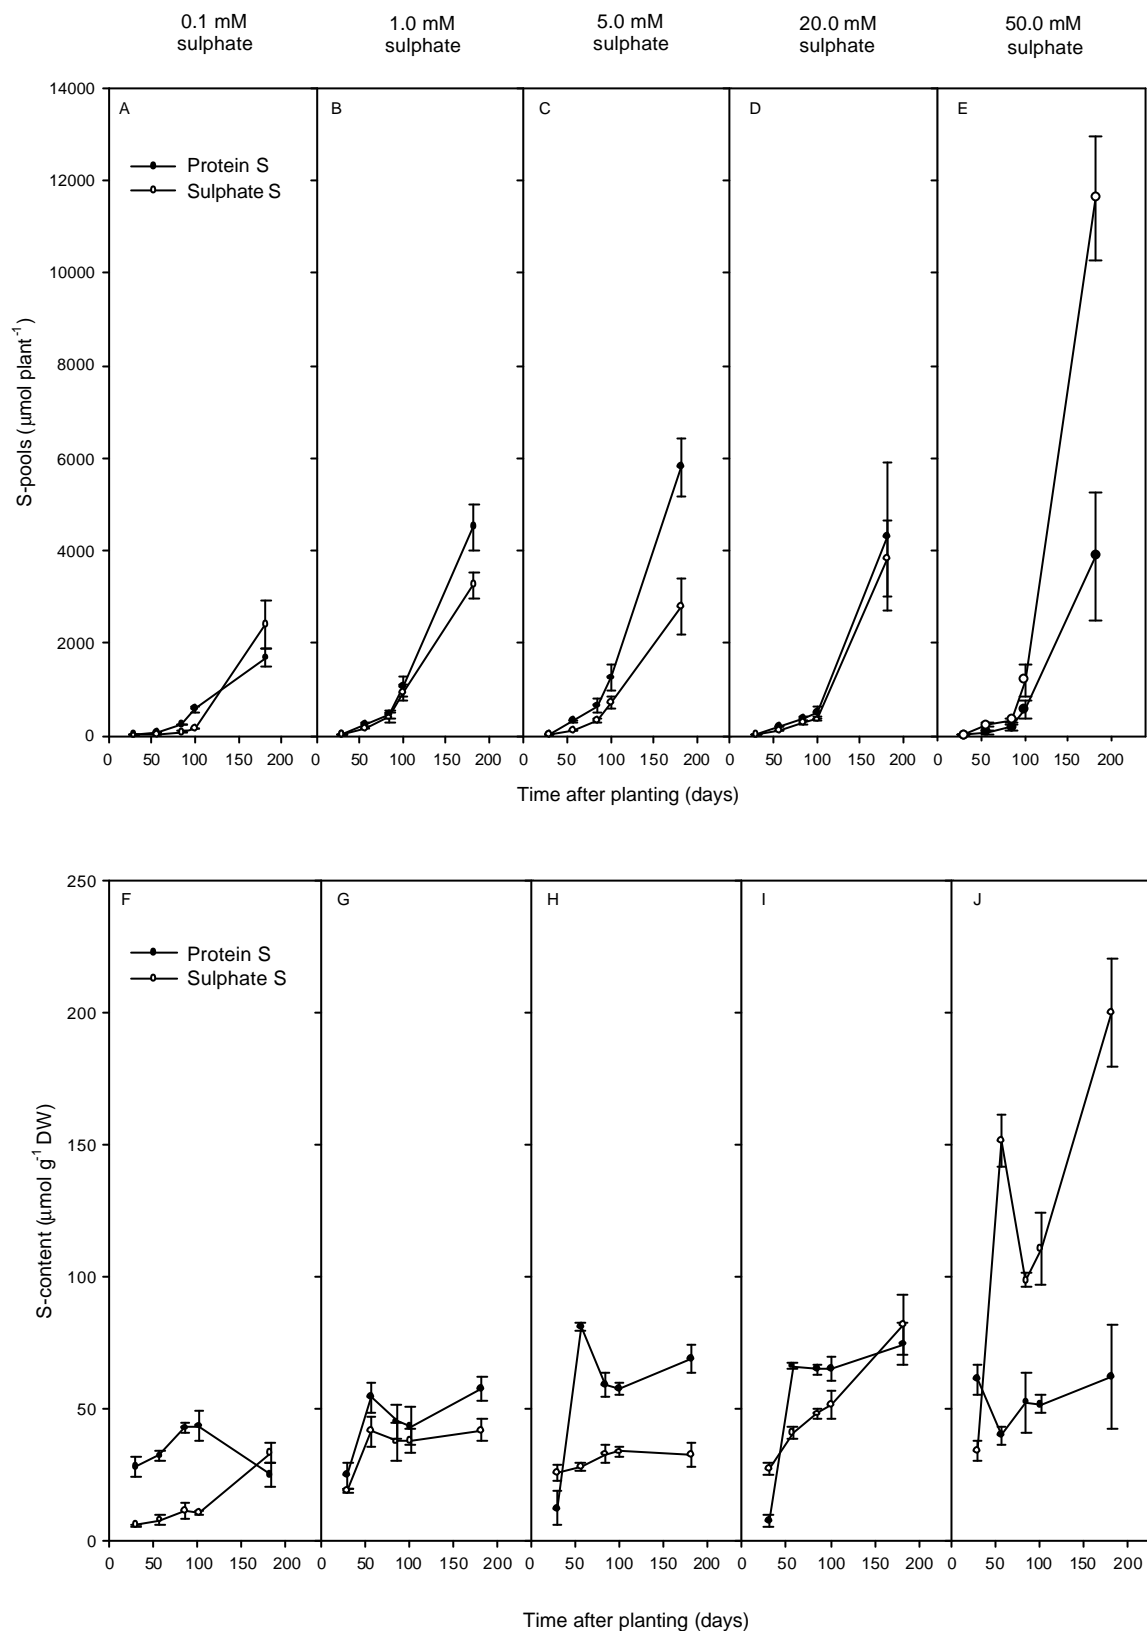 0.1 mM
sulphate
1.0 mM
sulphate
5.0 mM
sulphate
20.0 mM
sulphate
50.0 mM
sulphate
14000
12000
10000
8000
6000
4000
2000
0
S-pools (µmol plant⁻¹)
A
B
C
D
E
Protein S
Sulphate S
0 50 100 150 200
0 50 100 150 200
0 50 100 150 200
0 50 100 150 200
0 50 100 150 200
Time after planting (days)
250
200
150
100
50
0
S-content (µmol g⁻¹ DW)
F
G
H
I
J
Protein S
Sulphate S
0 50 100 150 200
0 50 100 150 200
0 50 100 150 200
0 50 100 150 200
0 50 100 150 200
Time after planting (days)